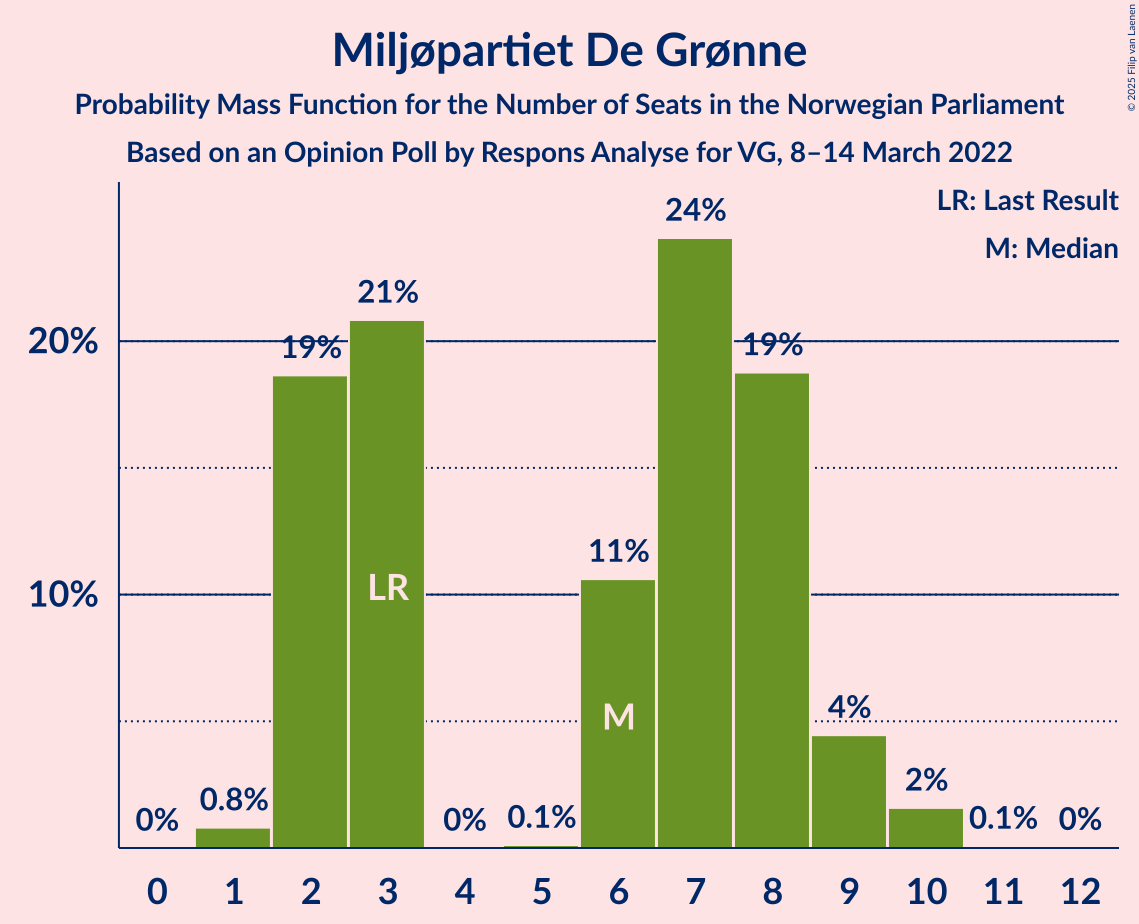 Miljøpartiet De Grønne
Probability Mass Function for the Number of Seats in the Norwegian Parliament
Based on an Opinion Poll by Respons Analyse for VG, 8–14 March 2022
© 2025 Filip van Laenen
LR: Last Result
M: Median
24%
21%
20%
19%
19%
11%
10%
LR
M
4%
2%
0%
0.8%
0%
0.1%
0.1%
0%
0 1 2 3 4 5 6 7 8 9 10 11 12